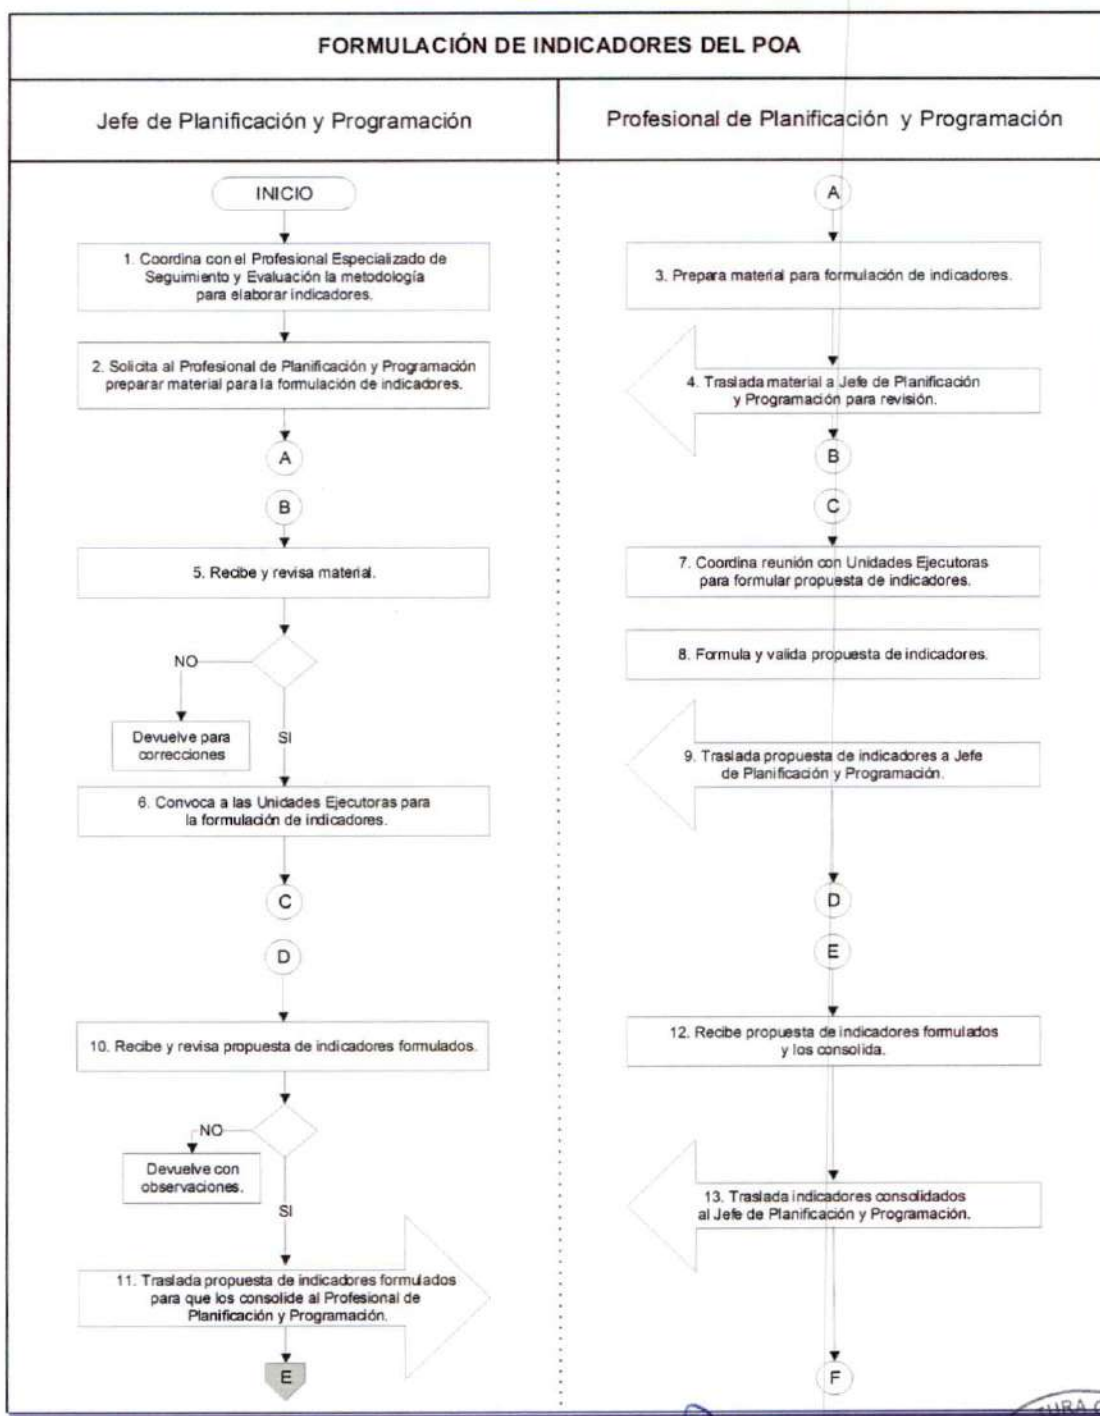 FORMULACIÓN DE INDICADORES DEL POA
Jefe de Planificación y Programación
Profesional de Planificación y Programación
INICIO
1. Coordina con el Profesional Especializado de
Seguimiento y Evaluación la metodología
para elaborar indicadores.
2. Solicita al Profesional de Planificación y Programación
preparar material para la formulación de indicadores.
A
B
5. Recibe y revisa material.
NO
Devuelve para
correcciones
SI
6. Convoca a las Unidades Ejecutoras para
la formulación de indicadores.
C
D
10. Recibe y revisa propuesta de indicadores formulados.
NO
Devuelve con
observaciones.
SI
11. Traslada propuesta de indicadores formulados
para que los consolide al Profesional de
Planificación y Programación.
E
A
3. Prepara material para formulación de indicadores.
4. Traslada material a Jefe de Planificación
y Programación para revisión.
B
C
7. Coordina reunión con Unidades Ejecutoras
para formular propuesta de indicadores.
8. Formula y valida propuesta de indicadores.
9. Traslada propuesta de indicadores a Jefe
de Planificación y Programación.
D
E
12. Recibe propuesta de indicadores formulados
y los consolida.
13. Traslada indicadores consolidados
al Jefe de Planificación y Programación.
F